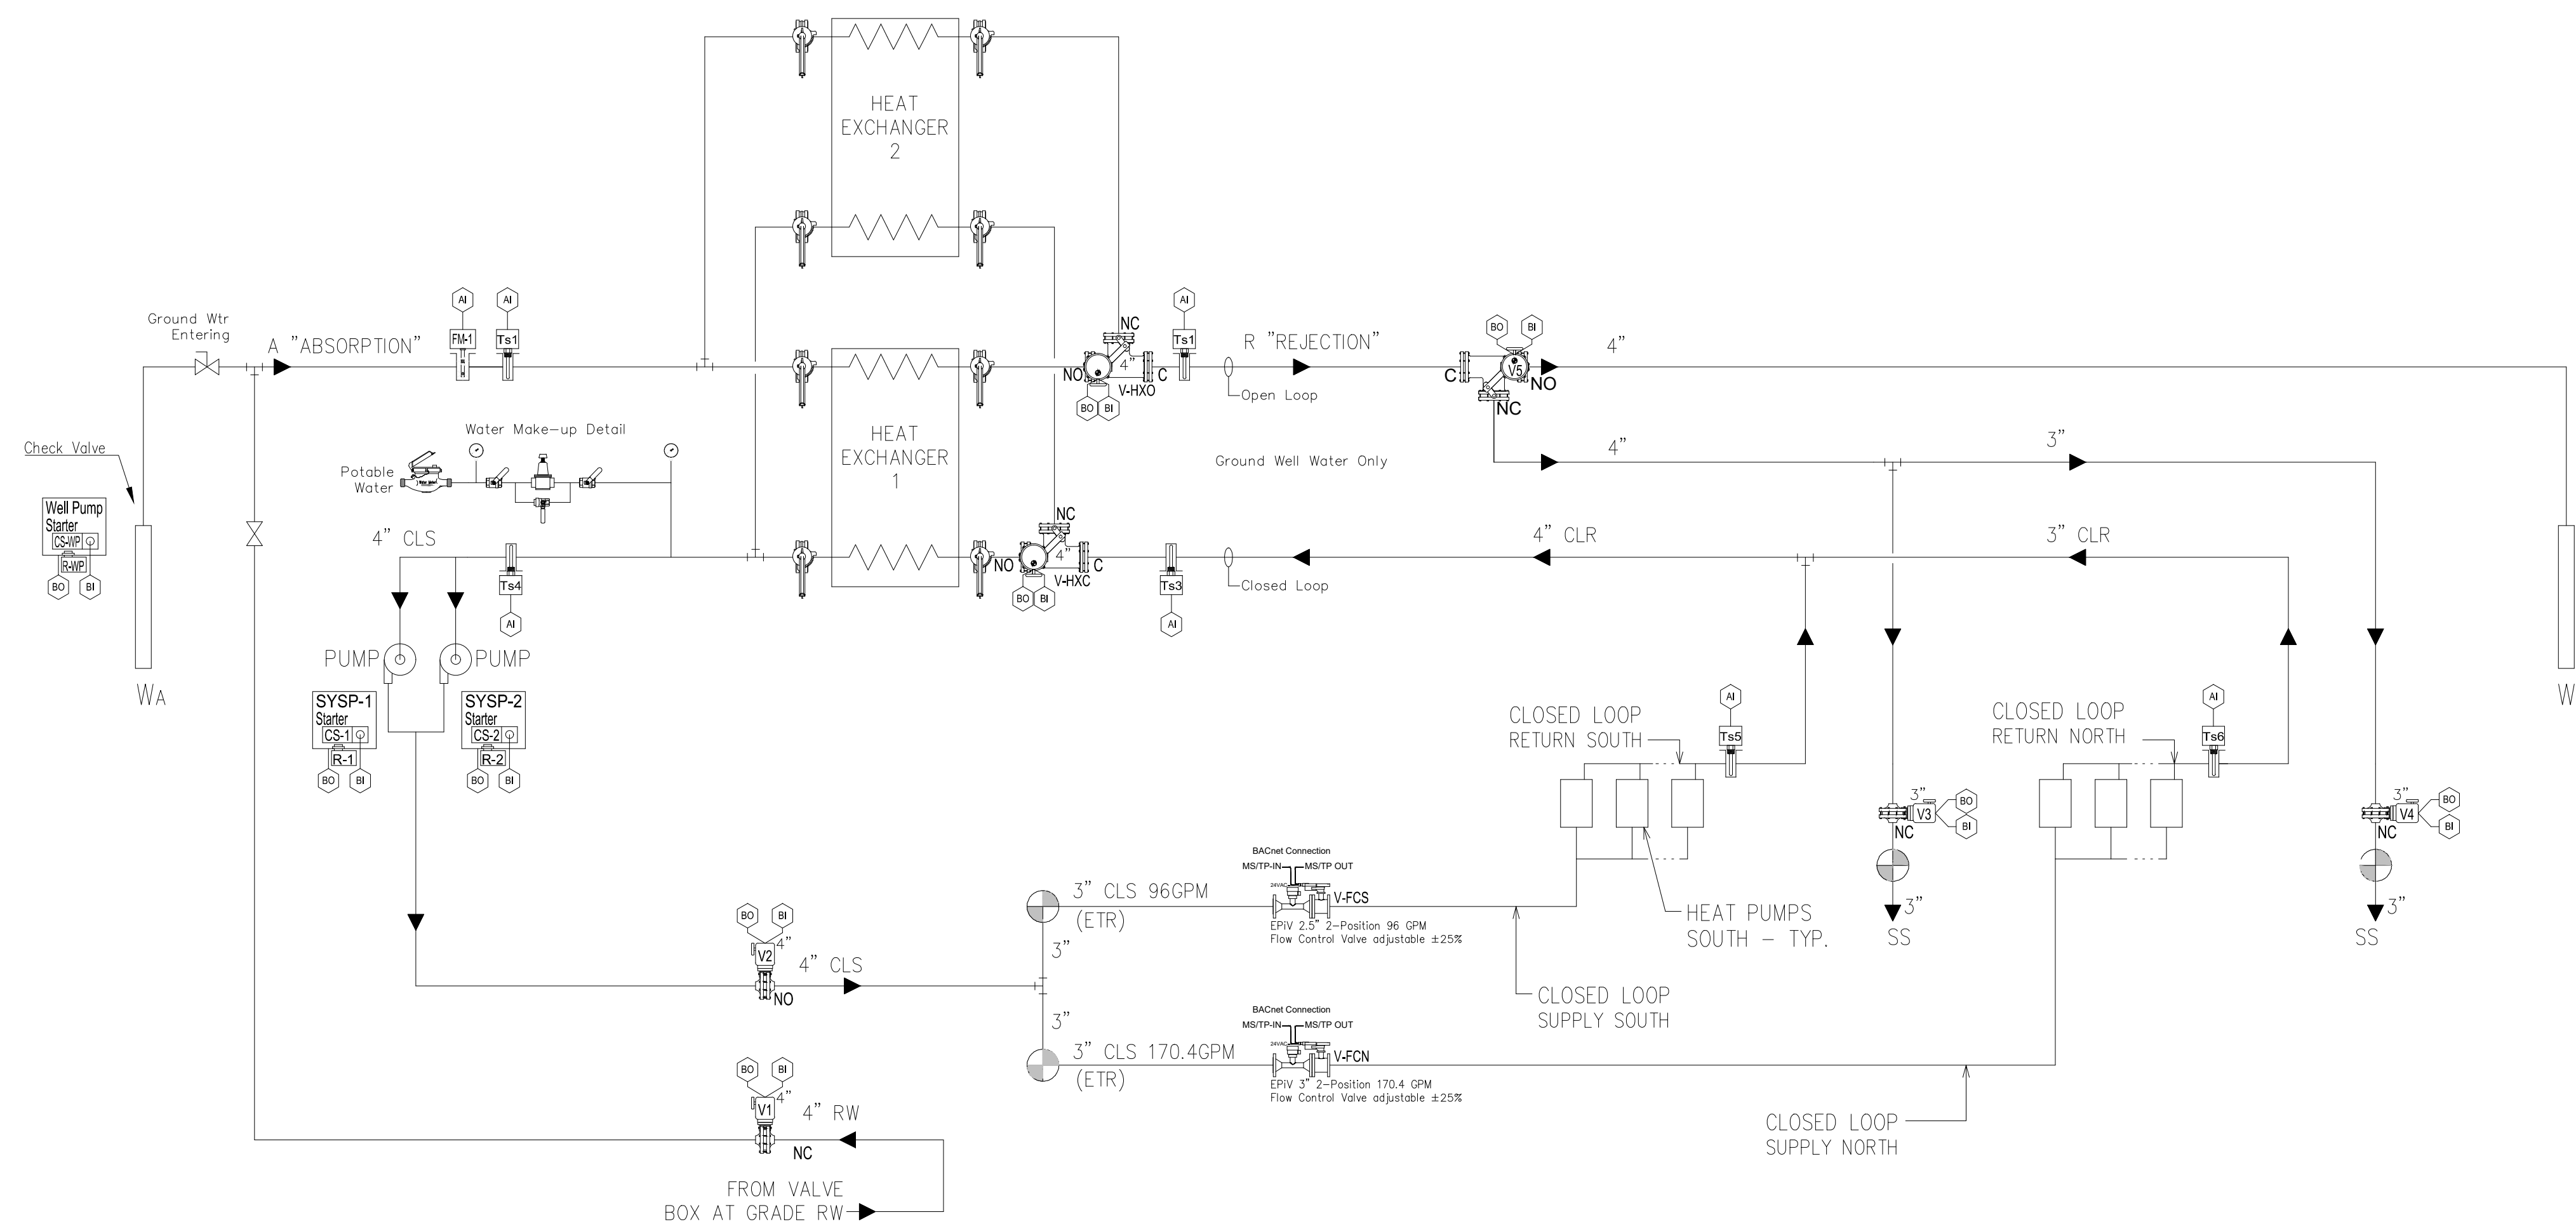 HEAT
EXCHANGER
2
Ground Wtr
Entering
A "ABSORPTION"
AI
FM-1
AI
Ts1
NC
NO
4"
C
V-HXO
BO
BI
AI
Ts1
R "REJECTION"
Open Loop
BO
BI
C
V5
NO
NC
4"
Check Valve
Water Make-up Detail
Potable
Water
HEAT
EXCHANGER
1
Ground Well Water Only
4"
3"
Well Pump
Starter
CS-WP
R-WP
BO
BI
WA
4" CLS
Ts4
AI
NC
NO
4"
C
V-HXC
BO
BI
Ts3
AI
Closed Loop
4" CLR
3" CLR
PUMP
PUMP
SYSP-1
Starter
CS-1
R-1
BO
BI
SYSP-2
Starter
CS-2
R-2
BO
BI
W
CLOSED LOOP
RETURN SOUTH
AI
Ts5
CLOSED LOOP
RETURN NORTH
AI
Ts6
3"
V3
BO
BI
NC
3"
SS
3"
V4
BO
BI
NC
3"
SS
BACnet Connection
MS/TP-IN
MS/TP OUT
24VAC
V-FCS
3" CLS 96GPM
(ETR)
EPiV 2.5" 2-Position 96 GPM
Flow Control Valve adjustable ±25%
HEAT PUMPS
SOUTH - TYP.
BO
BI
4"
V2
NO
4" CLS
3"
3"
CLOSED LOOP
SUPPLY SOUTH
BACnet Connection
MS/TP-IN
MS/TP OUT
24VAC
V-FCN
3" CLS 170.4GPM
(ETR)
EPiV 3" 2-Position 170.4 GPM
Flow Control Valve adjustable ±25%
BO
BI
4"
V1
NC
4" RW
CLOSED LOOP
SUPPLY NORTH
FROM VALVE
BOX AT GRADE RW